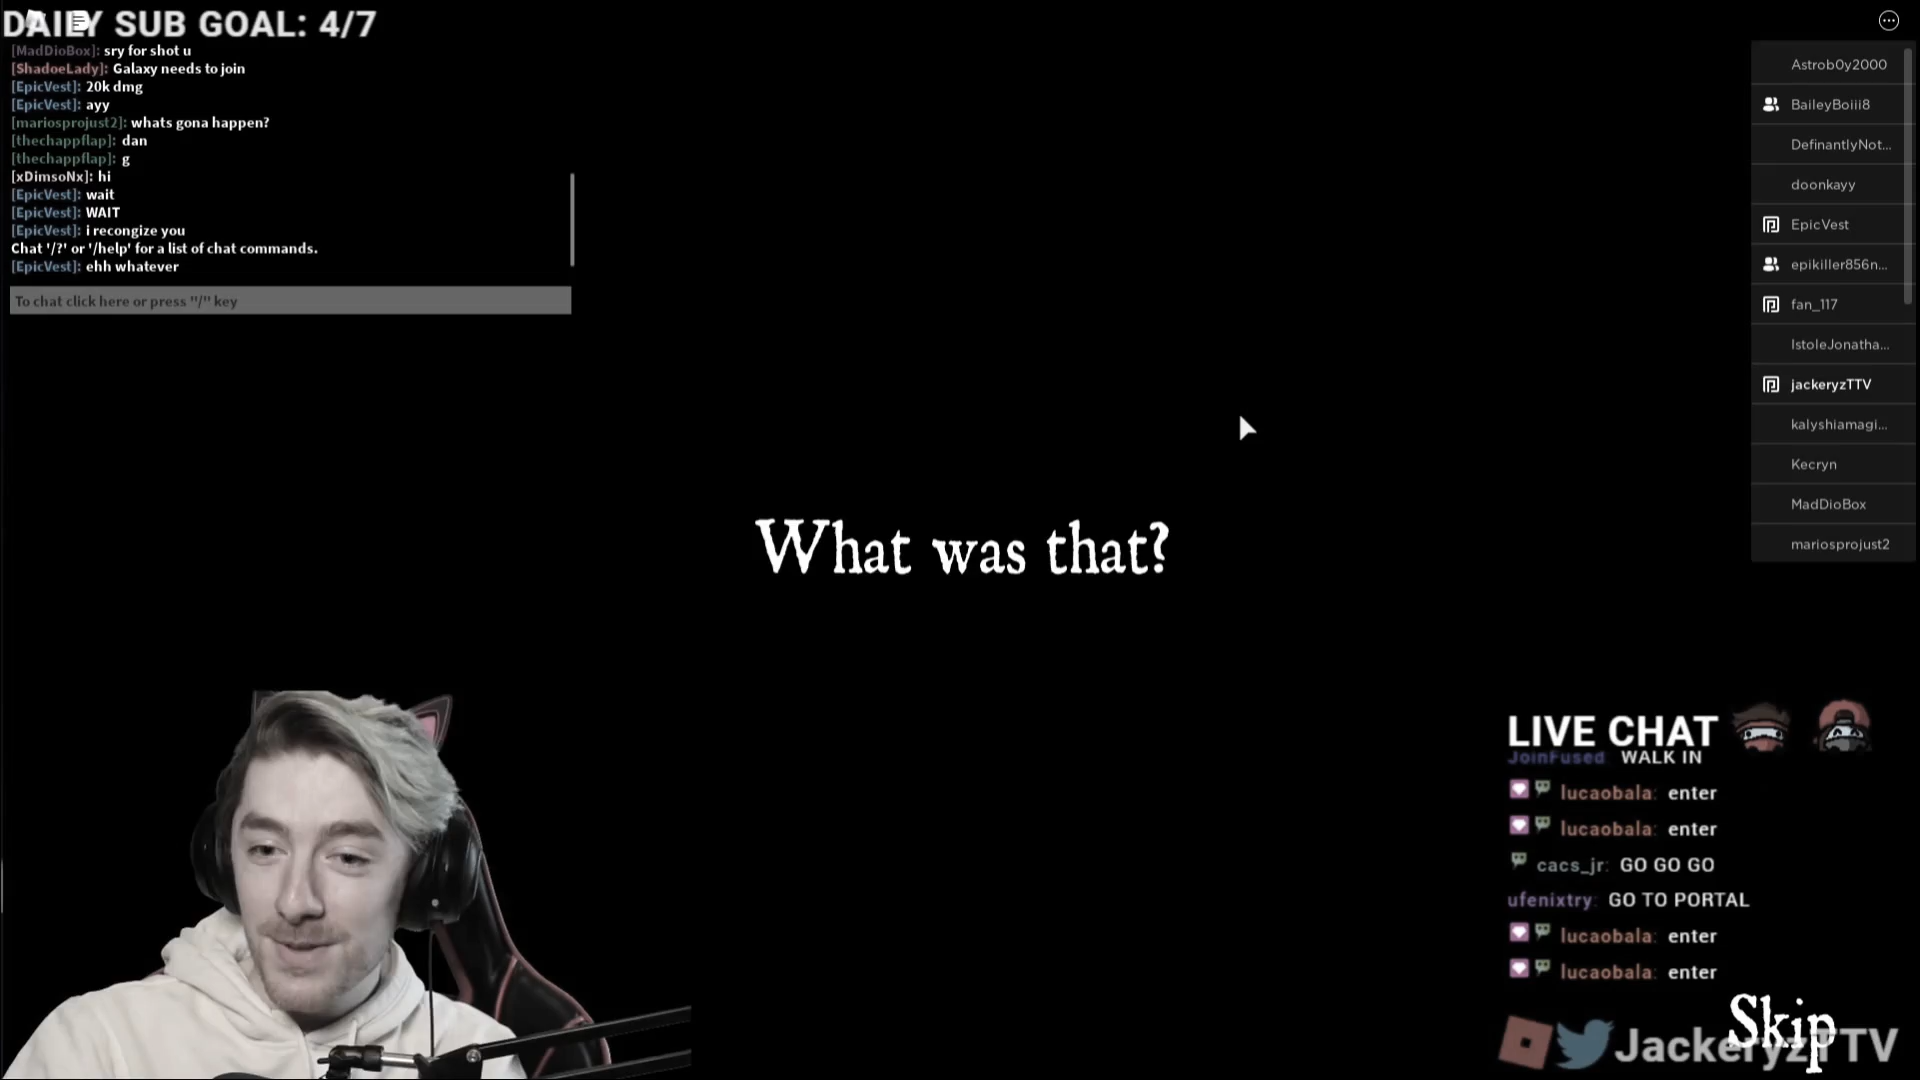 DAILY SUB GOAL: 4/7
[MadDioBox]: sry for shot u
[ShadoeLady]: Galaxy needs to join
[EpicVest]: 20k dmg
[EpicVest]: ayy
[mariosprojust2]: whats gona happen?
[thechappflap]: dan
[thechappflap]: g
[xDimsoNx]: hi
[EpicVest]: wait
[EpicVest]: WAIT
[EpicVest]: i recongize you
Chat '/?' or '/help' for a list of chat commands.
[EpicVest]: ehh whatever
To chat click here or press "/" key
Astrob0y2000
BaileyBoiii8
DefinantlyNot...
doonkayy
EpicVest
epikiller856n...
fan_117
IstoleJonatha...
jackeryzTTV
kalyshiamagi...
Kecryn
MadDioBox
mariosprojust2
What was that?
LIVE CHAT
JoinFused: WALK IN
lucaobala: enter
lucaobala: enter
cacs_jr: GO GO GO
ufenixtry: GO TO PORTAL
lucaobala: enter
lucaobala: enter
Skip
JackeryzTTV